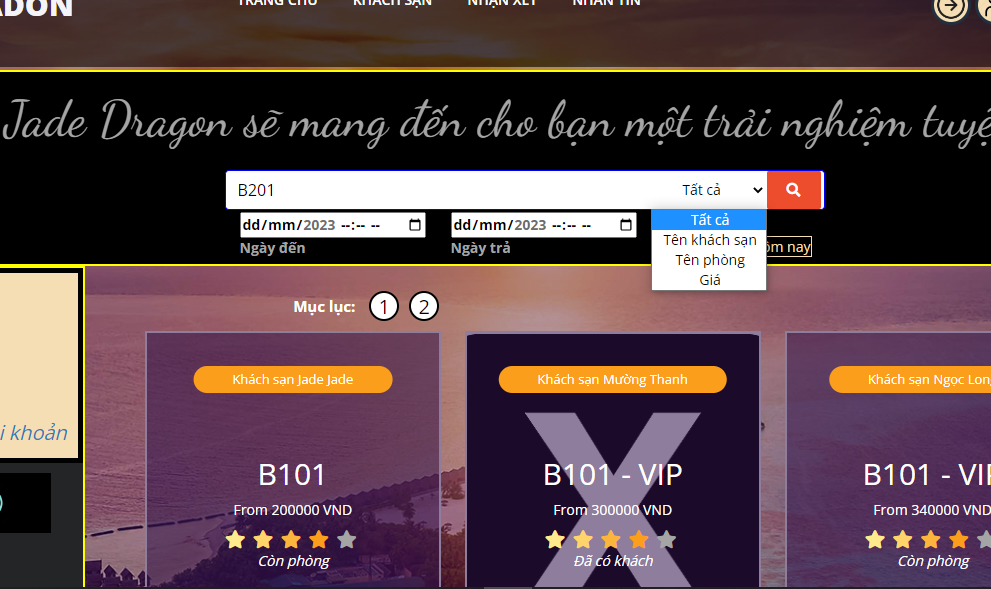 ADON
TRANG CHỦ KHÁCH SẠN NHẬN XÉT NHẮN TIN
Jade Dragon sẽ mang đến cho bạn một trải nghiệm tuyệ
B201 Tất cả
dd/mm/2023 --:-- -- dd/mm/2023 --:-- --
Ngày đến Ngày trả
Tất cả
Tên khách sạn
Tên phòng
Giá
ôm nay
Mục lục: 1 2
i khoản
Khách sạn Jade Jade
B101
From 200000 VND
Còn phòng
Khách sạn Mường Thanh
X
B101 - VIP
From 300000 VND
Đã có khách
Khách sạn Ngọc Long
B101 - VIP
From 340000 VND
Còn phòng